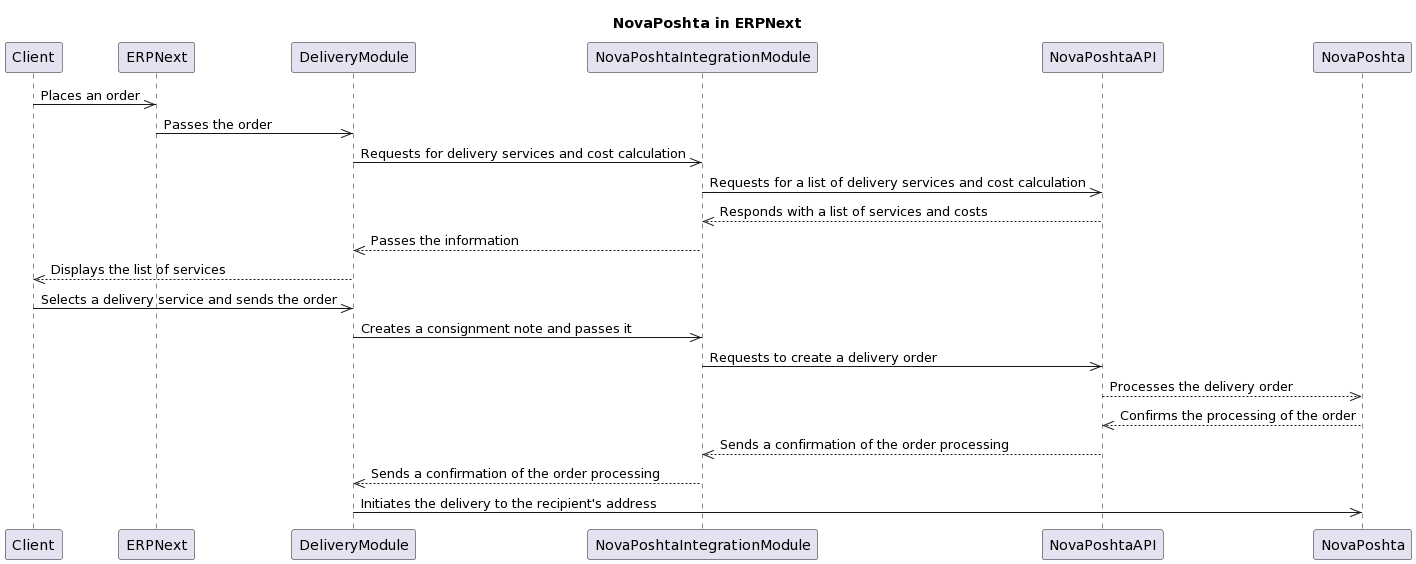 NovaPoshta in ERPNext
Client ERPNext DeliveryModule NovaPoshtaIntegrationModule NovaPoshtaAPI NovaPoshta
Places an order
Passes the order
Requests for delivery services and cost calculation
Requests for a list of delivery services and cost calculation
Responds with a list of services and costs
Passes the information
Displays the list of services
Selects a delivery service and sends the order
Creates a consignment note and passes it
Requests to create a delivery order
Processes the delivery order
Confirms the processing of the order
Sends a confirmation of the order processing
Sends a confirmation of the order processing
Initiates the delivery to the recipient's address
Client ERPNext DeliveryModule NovaPoshtaIntegrationModule NovaPoshtaAPI NovaPoshta